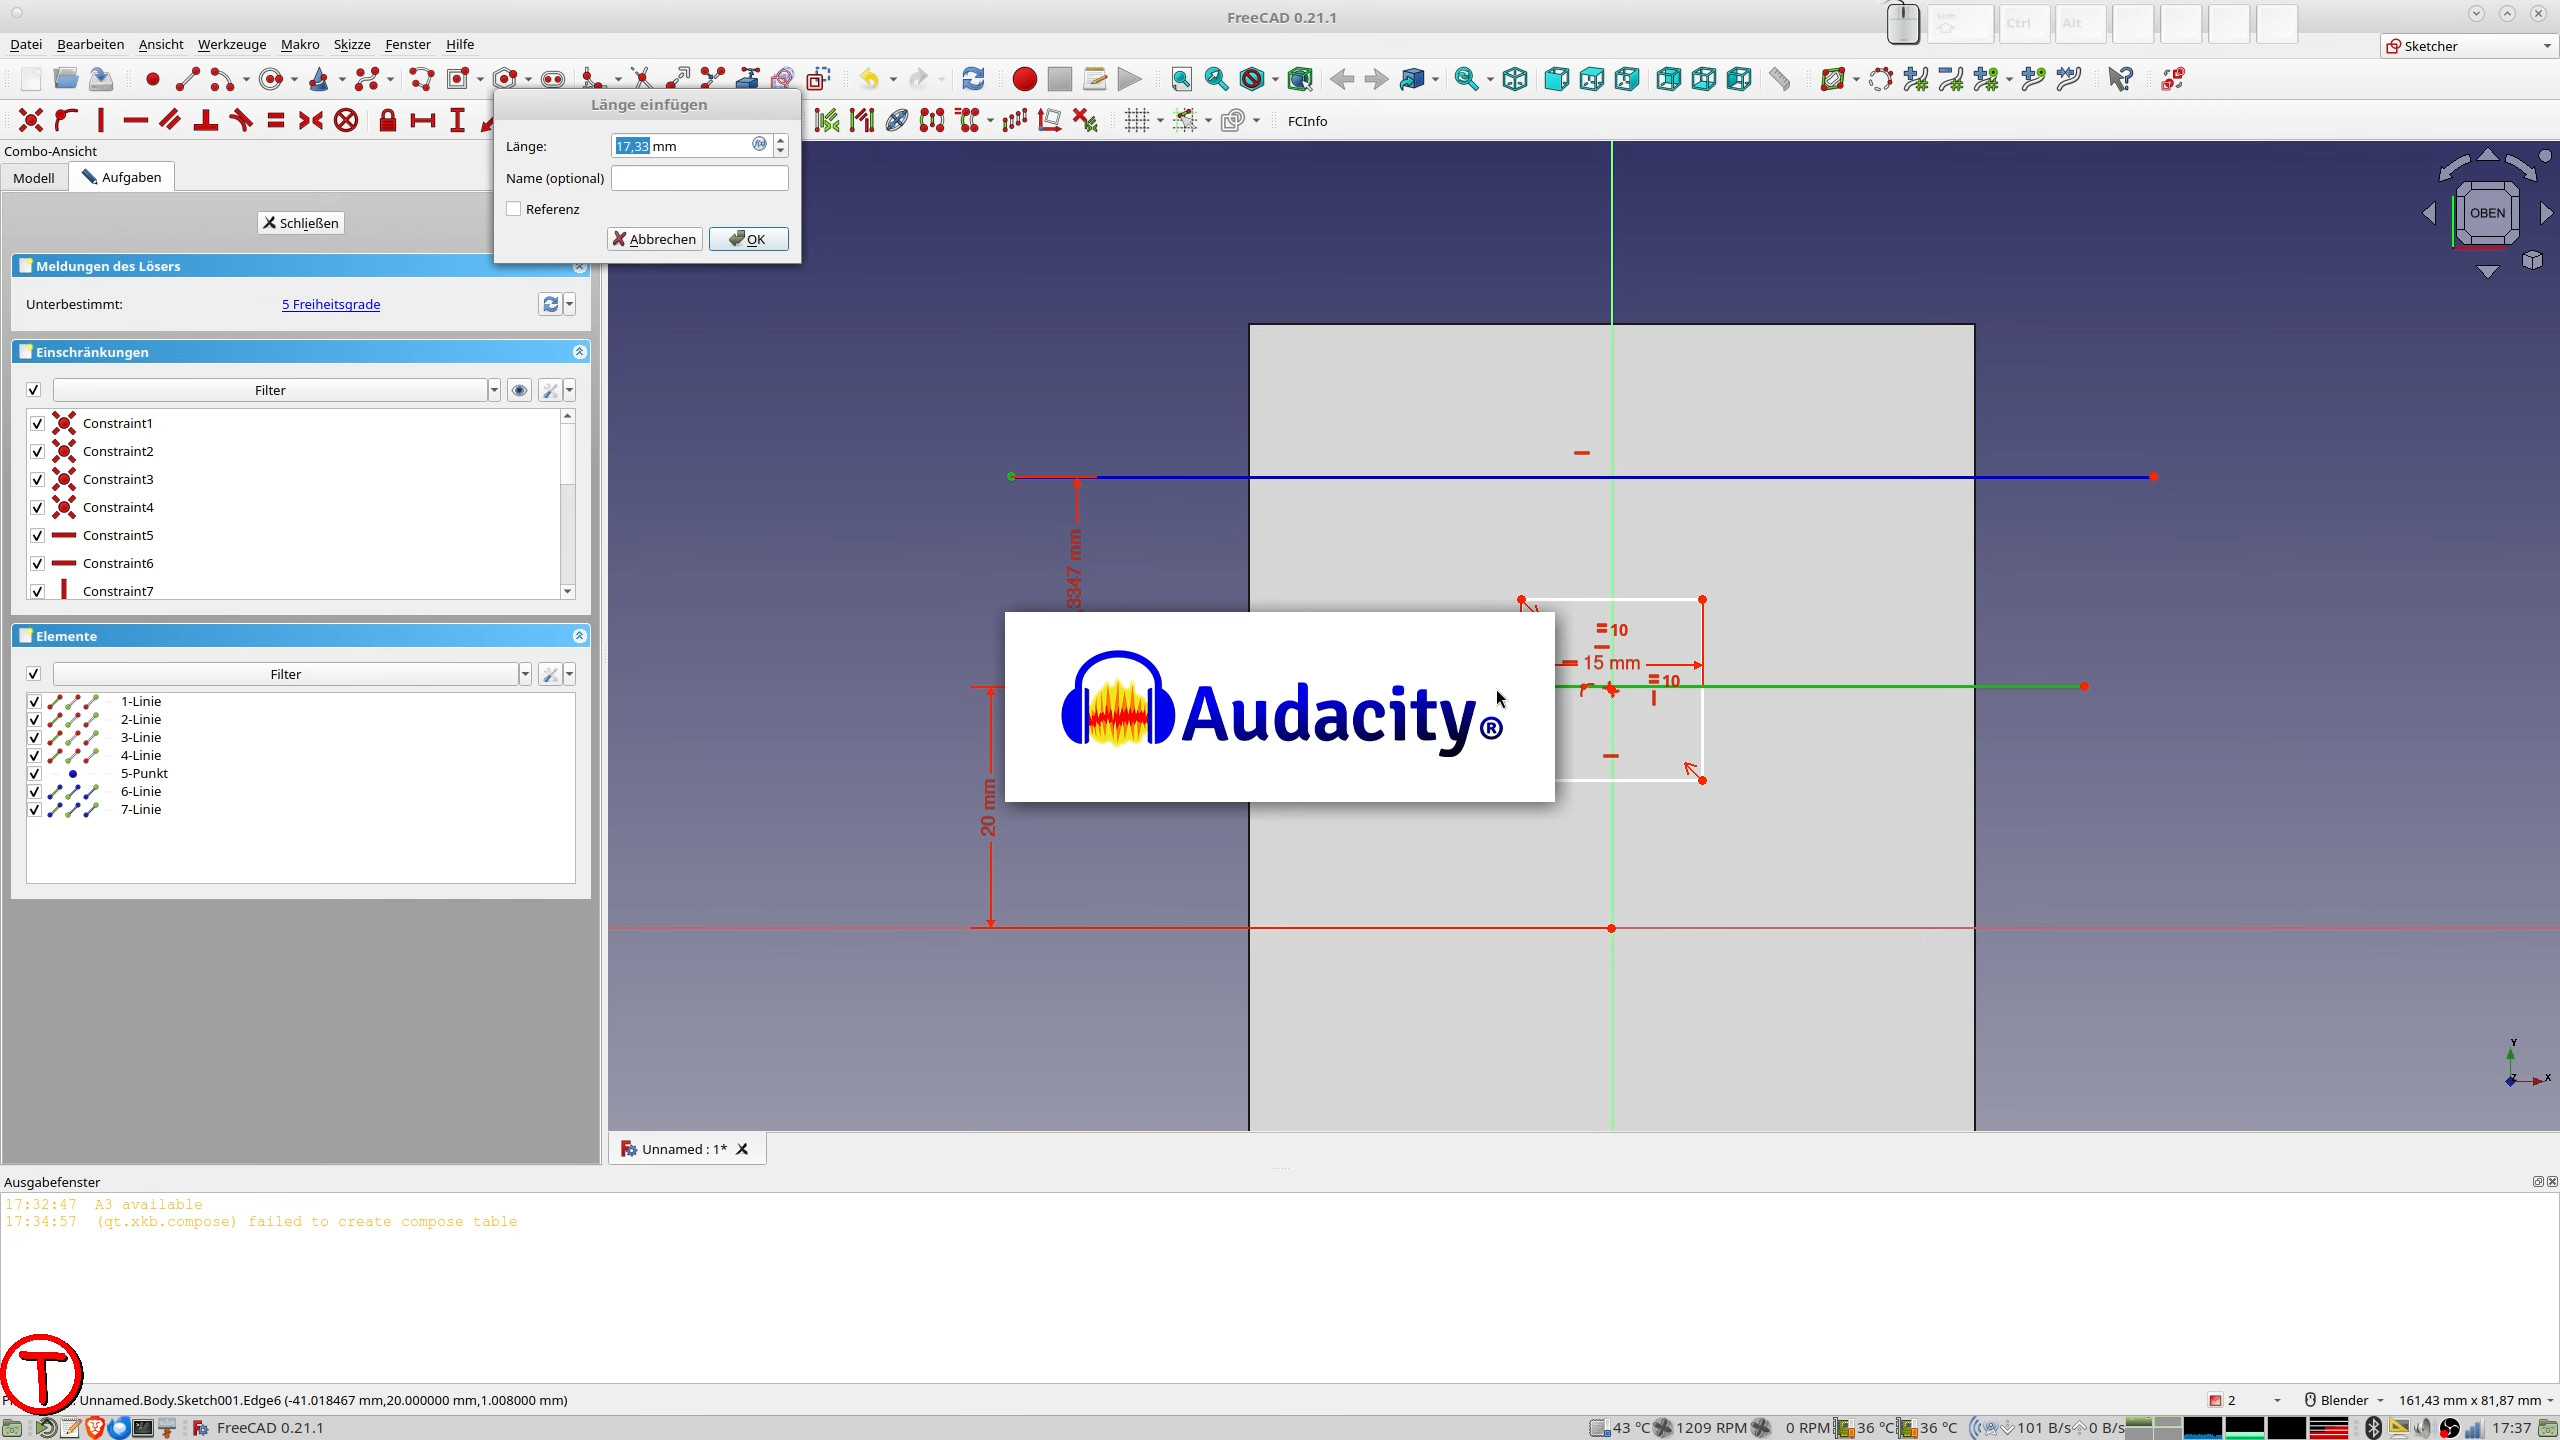 FreeCAD 0.21.1
Shift
Ctrl
Alt
Datei Bearbeiten Ansicht Werkzeuge Makro Skizze Fenster Hilfe
Sketcher
FCInfo
Länge einfügen
Länge: 17,33 mm
Name (optional)
Referenz
Abbrechen OK
Combo-Ansicht
Modell Aufgaben
Schließen
Meldungen des Lösers
Unterbestimmt: 5 Freiheitsgrade
Einschränkungen
Filter
Constraint1
Constraint2
Constraint3
Constraint4
Constraint5
Constraint6
Constraint7
Elemente
Filter
1-Linie
2-Linie
3-Linie
4-Linie
5-Punkt
6-Linie
7-Linie
OBEN
3347 mm
10
15 mm
10
Audacity®
20 mm
Y
Z
X
Unnamed : 1*
Ausgabefenster
17:32:47 A3 available
17:34:57 (qt.xkb.compose) failed to create compose table
T
Unnamed.Body.Sketch001.Edge6 (-41.018467 mm,20.000000 mm,1.008000 mm)
2 Blender 161,43 mm x 81,87 mm
FreeCAD 0.21.1
43 °C 1209 RPM 0 RPM 36 °C 36 °C 101 B/s 0 B/s 17:37